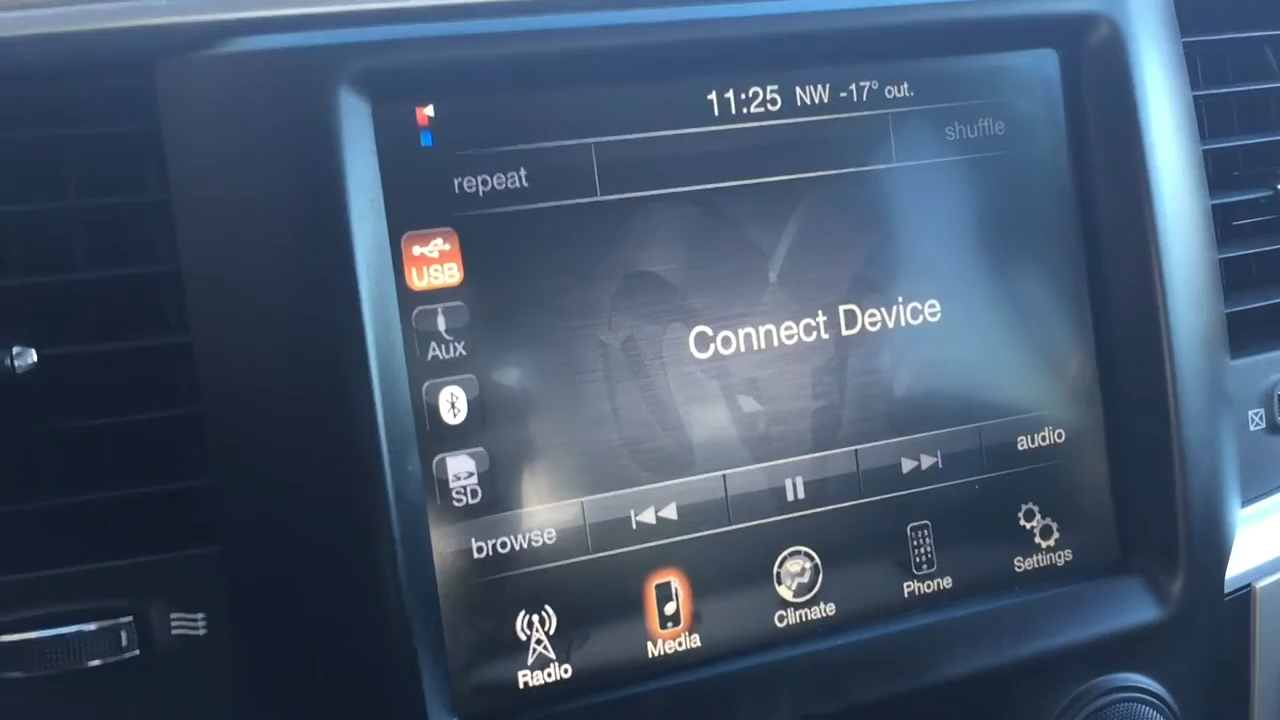 11:25 NW -17° out.
repeat
shuffle
USB
Aux
Connect Device
SD
browse
audio
Radio
Media
Climate
Phone
Settings